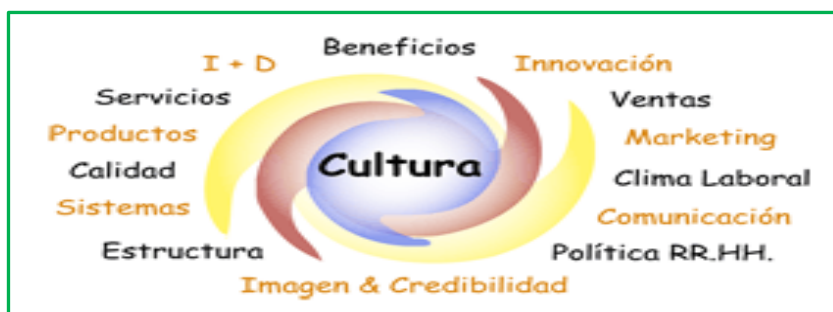 Beneficios
I + D
Innovación
Servicios
Ventas
Productos
Marketing
Calidad
Cultura
Clima Laboral
Sistemas
Comunicación
Estructura
Política RR.HH.
Imagen & Credibilidad